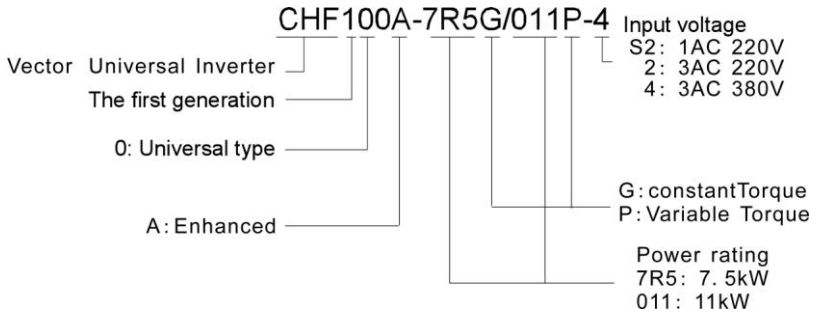 CHF100A-7R5G/011P-4
Input voltage
S2: 1AC 220V
2: 3AC 220V
4: 3AC 380V
Vector Universal Inverter
The first generation
0: Universal type
A:Enhanced
G:constantTorque
P:Variable Torque
Power rating
7R5: 7.5kW
011: 11kW